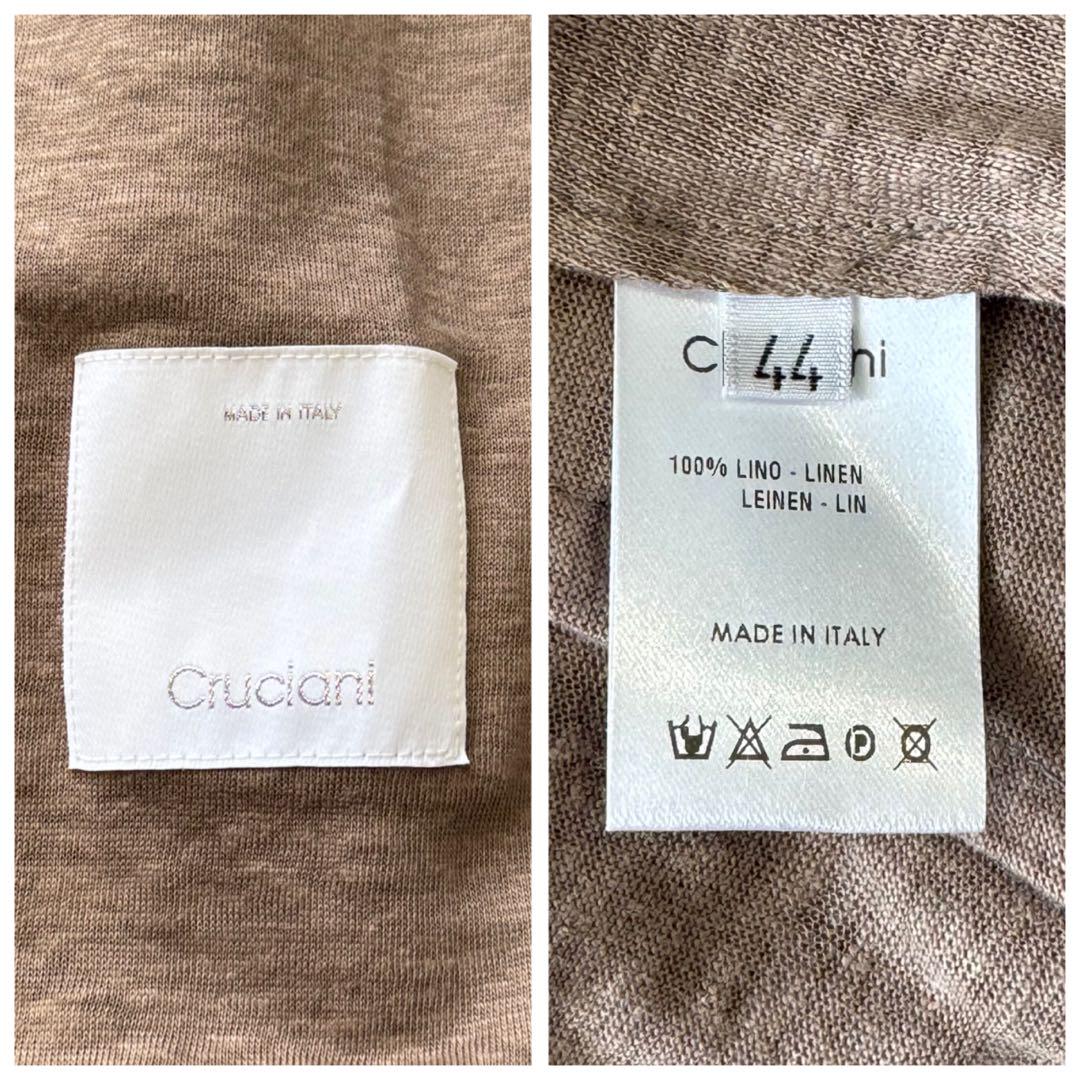 MADE IN ITALY
Cruciani
C 44 ni
100% LINO - LINEN
LEINEN - LIN
MADE IN ITALY
P